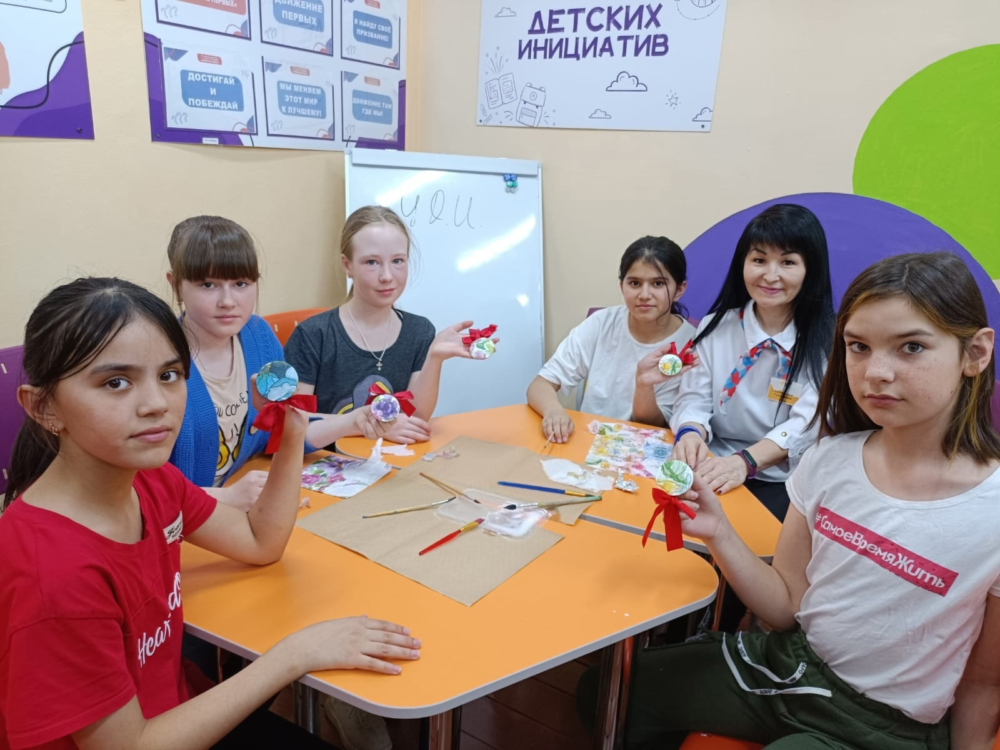 ПЕРВЫХ»
ДВИЖЕНИЕ
ПЕРВЫХ
Я НАЙДУ СВОЁ
ПРИЗВАНИЕ!
ДОСТИГАЙ
И
ПОБЕЖДАЙ
МЫ МЕНЯЕМ
ЭТОТ МИР
К ЛУЧШЕМУ!
ДВИЖЕНИЕ ТАМ
ГДЕ МЫ!
ДЕТСКИХ
ИНИЦИАТИВ
Ц.Д.И.
#СамоеВремяЖить